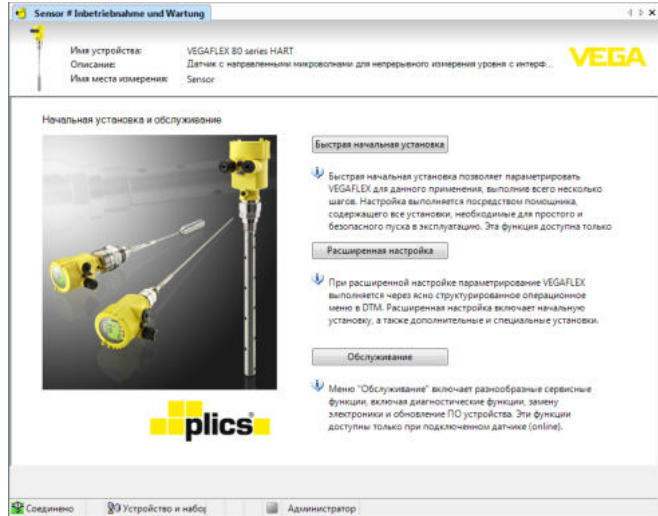 Sensor # Inbetriebnahme und Wartung
Имя устройства: VEGAFLEX 80 series HART
Описание: Датчик с направленными микроволнами для непрерывного измерения уровня с интерф...
Имя места измерения: Sensor
VEGA
Начальная установка и обслуживание
Быстрая начальная установка
Быстрая начальная установка позволяет параметрировать
VEGAFLEX для данного применения, выполнив всего несколько
шагов. Настройка выполняется посредством помощника,
содержащего все установки, необходимые для простого и
безопасного пуска в эксплуатацию. Эта функция доступна только
Расширенная настройка
При расширенной настройке параметрирование VEGAFLEX
выполняется через ясно структурированное операционное
меню в DTM. Расширенная настройка включает начальную
установку, а также дополнительные и специальные установки.
Обслуживание
Меню "Обслуживание" включает разнообразные сервисные
функции, включая диагностические функции, замену
электроники и обновление ПО устройства. Эти функции
доступны только при подключенном датчике (online).
plics®
Соединено Устройство и набор Администратор